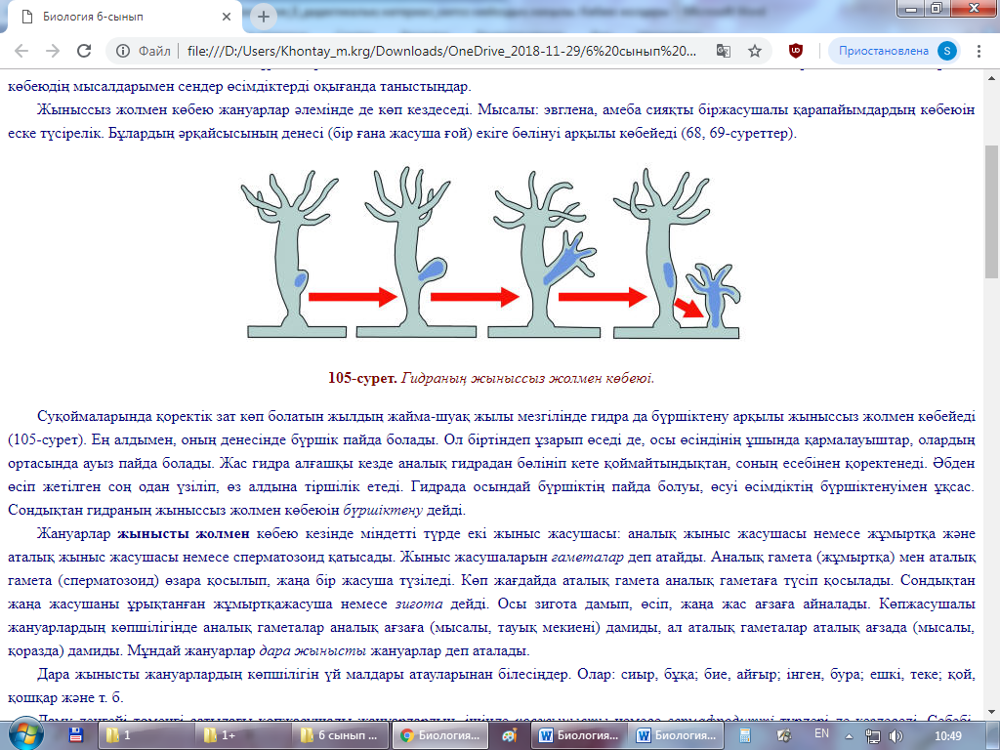 Биология 6-сынып
Файл
file:///D:/Users/Khontay_m.krg/Downloads/OneDrive_2018-11-29/6%20сынып%20...
Приостановлена
S
көбеюдің мысалдарымен сендер өсімдіктерді оқығанда таныстыңдар.
Жыныссыз жолмен көбею жануарлар әлемінде де көп кездеседі. Мысалы: эвглена, амеба сияқты біржасушалы қарапайымдардың көбеюін
еске түсірелік. Бұлардың әрқайсысының денесі (бір ғана жасуша ғой) екіге бөлінуі арқылы көбейеді (68, 69-суреттер).
105-сурет. Гидраның жыныссыз жолмен көбеюі.
Суқоймаларында қоректік зат көп болатын жылдың жайма-шуақ жылы мезгілінде гидра да бүршіктену арқылы жыныссыз жолмен көбейеді
(105-сурет). Ең алдымен, оның денесінде бүршік пайда болады. Ол біртіндеп ұзарып өседі де, осы өсіндінің ұшында қармалауыштар, олардың
ортасында ауыз пайда болады. Жас гидра алғашқы кезде аналық гидрадан бөлініп кете қоймайтындықтан, соның есебінен қоректенеді. Әбден
өсіп жетілген соң одан үзіліп, өз алдына тіршілік етеді. Гидрада осындай бүршіктің пайда болуы, өсуі өсімдіктің бүршіктенуімен ұқсас.
Сондықтан гидраның жыныссыз жолмен көбеюін бүршіктену дейді.
Жануарлар жынысты жолмен көбею кезінде міндетті түрде екі жыныс жасушасы: аналық жыныс жасушасы немесе жұмыртқа және
аталық жыныс жасушасы немесе сперматозоид қатысады. Жыныс жасушаларын гаметалар деп атайды. Аналық гамета (жұмыртқа) мен аталық
гамета (сперматозоид) өзара қосылып, жаңа бір жасуша түзіледі. Көп жағдайда аталық гамета аналық гаметаға түсіп қосылады. Сондықтан
жаңа жасушаны ұрықтанған жұмыртқажасуша немесе зигота дейді. Осы зигота дамып, өсіп, жаңа жас ағзаға айналады. Көпжасушалы
жануарлардың көпшілігінде аналық гаметалар аналық ағзаға (мысалы, тауық мекиені) дамиды, ал аталық гаметалар аталық ағзада (мысалы,
қоразда) дамиды. Мұндай жануарлар дара жынысты жануарлар деп аталады.
Дара жынысты жануарлардың көпшілігін үй малдары атауларынан білесіңдер. Олар: сиыр, бұқа; бие, айғыр; інген, бура; ешкі, теке; қой,
қошқар және т. б.
1
1+
6 сынып ...
Биология...
Биология...
Биология...
EN
10:49